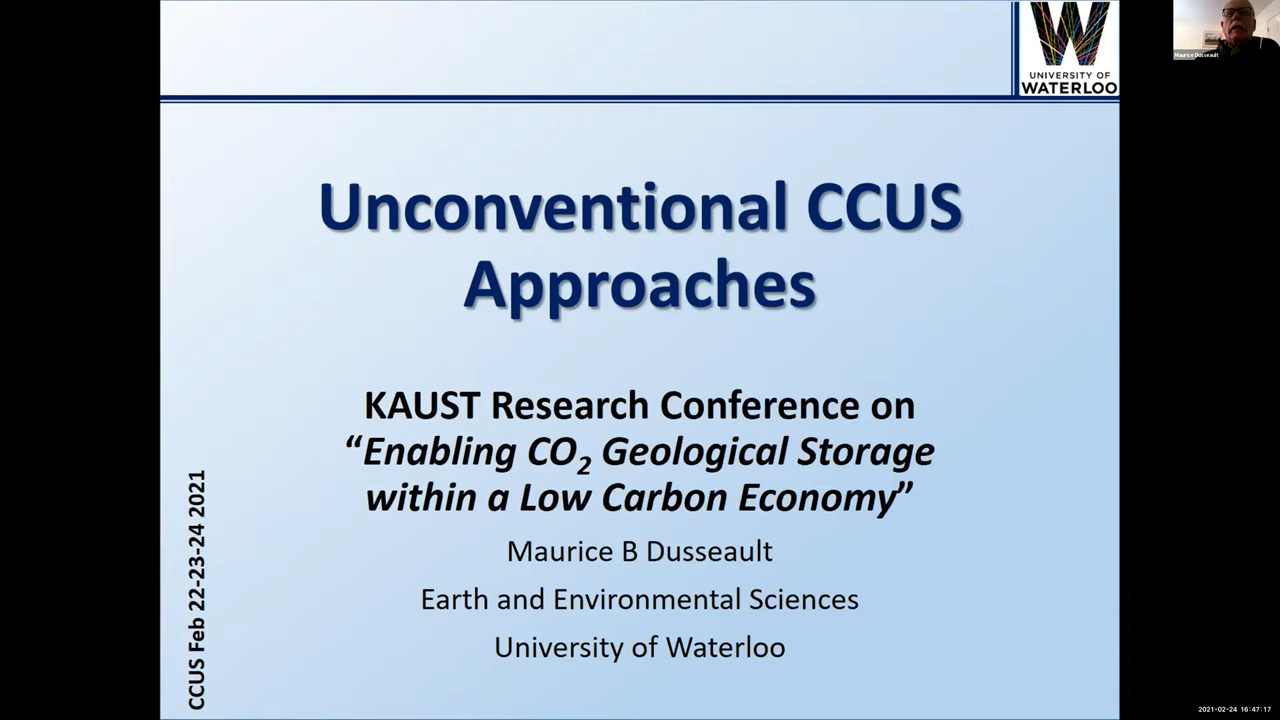 UNIVERSITY OF
WATERLOO
Maurice Dusseault
Unconventional CCUS
Approaches
KAUST Research Conference on
“Enabling CO₂ Geological Storage
within a Low Carbon Economy”
Maurice B Dusseault
Earth and Environmental Sciences
University of Waterloo
CCUS Feb 22-23-24 2021
2021-02-24 16:47:17